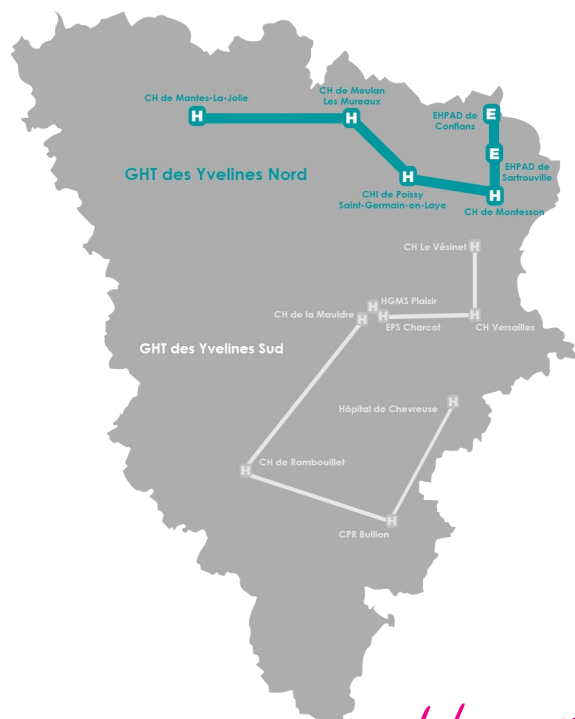 CH de Mantes-La-Jolie
H
CH de Meulan
Les Mureaux
H
EHPAD de
Conflans
E
E
EHPAD de
Sartrouville
GHT des Yvelines Nord
H
CHI de Poissy
Saint-Germain-en-Laye
H
CH de Montesson
CH Le Vésinet
H
HGMS Plaisir
H
CH de la Mauldre
H
H
EPS Charcot
H
CH Versailles
GHT des Yvelines Sud
Hôpital de Chevreuse
H
CH de Rambouillet
H
H
CPR Bullion